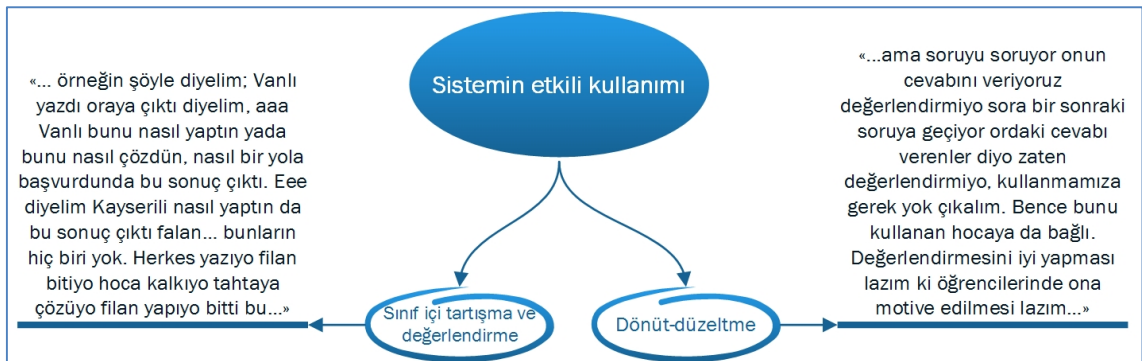 Sistemin etkili kullanımı
«... örneğin şöyle diyelim; Vanlı
yazdı oraya çıktı diyelim, aaa
Vanlı bunu nasıl yaptın yada
bunu nasıl çözdün, nasıl bir yola
başvurdunda bu sonuç çıktı. Eee
diyelim Kayserili nasıl yaptın da
bu sonuç çıktı falan... bunların
hiç biri yok. Herkes yazıyo filan
bitiyo hoca kalkıyo tahtaya
çözüyo filan yapıyo bitti bu...»
Sınıf içi tartışma ve
değerlendirme
Dönüt-düzeltme
«...ama soruyu soruyor onun
cevabını veriyoruz
değerlendirmiyo sora bir sonraki
soruya geçiyor ordaki cevabı
verenler diyo zaten
değerlendirmiyo, kullanmamıza
gerek yok çıkalım. Bence bunu
kullanan hocaya da bağlı.
Değerlendirmesini iyi yapması
lazım ki öğrencilerinde ona
motive edilmesi lazım...»